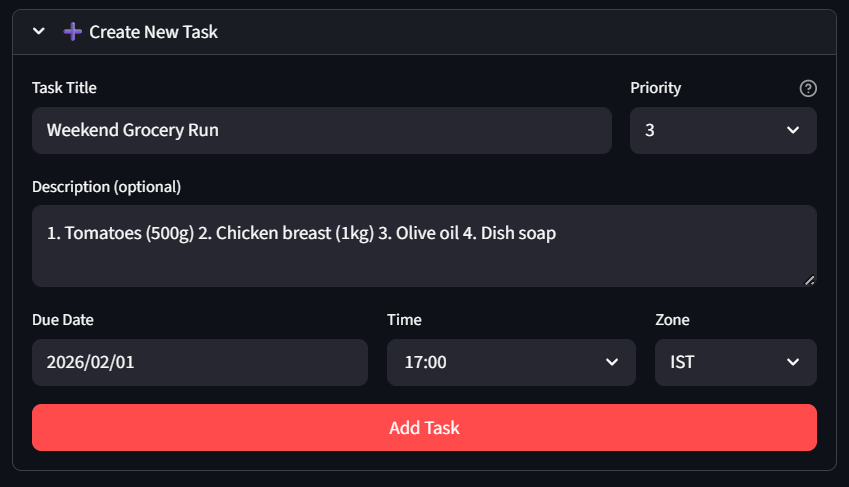 Create New Task
Task Title
Priority
?
Weekend Grocery Run
3
Description (optional)
1. Tomatoes (500g) 2. Chicken breast (1kg) 3. Olive oil 4. Dish soap
Due Date
Time
Zone
2026/02/01
17:00
IST
Add Task